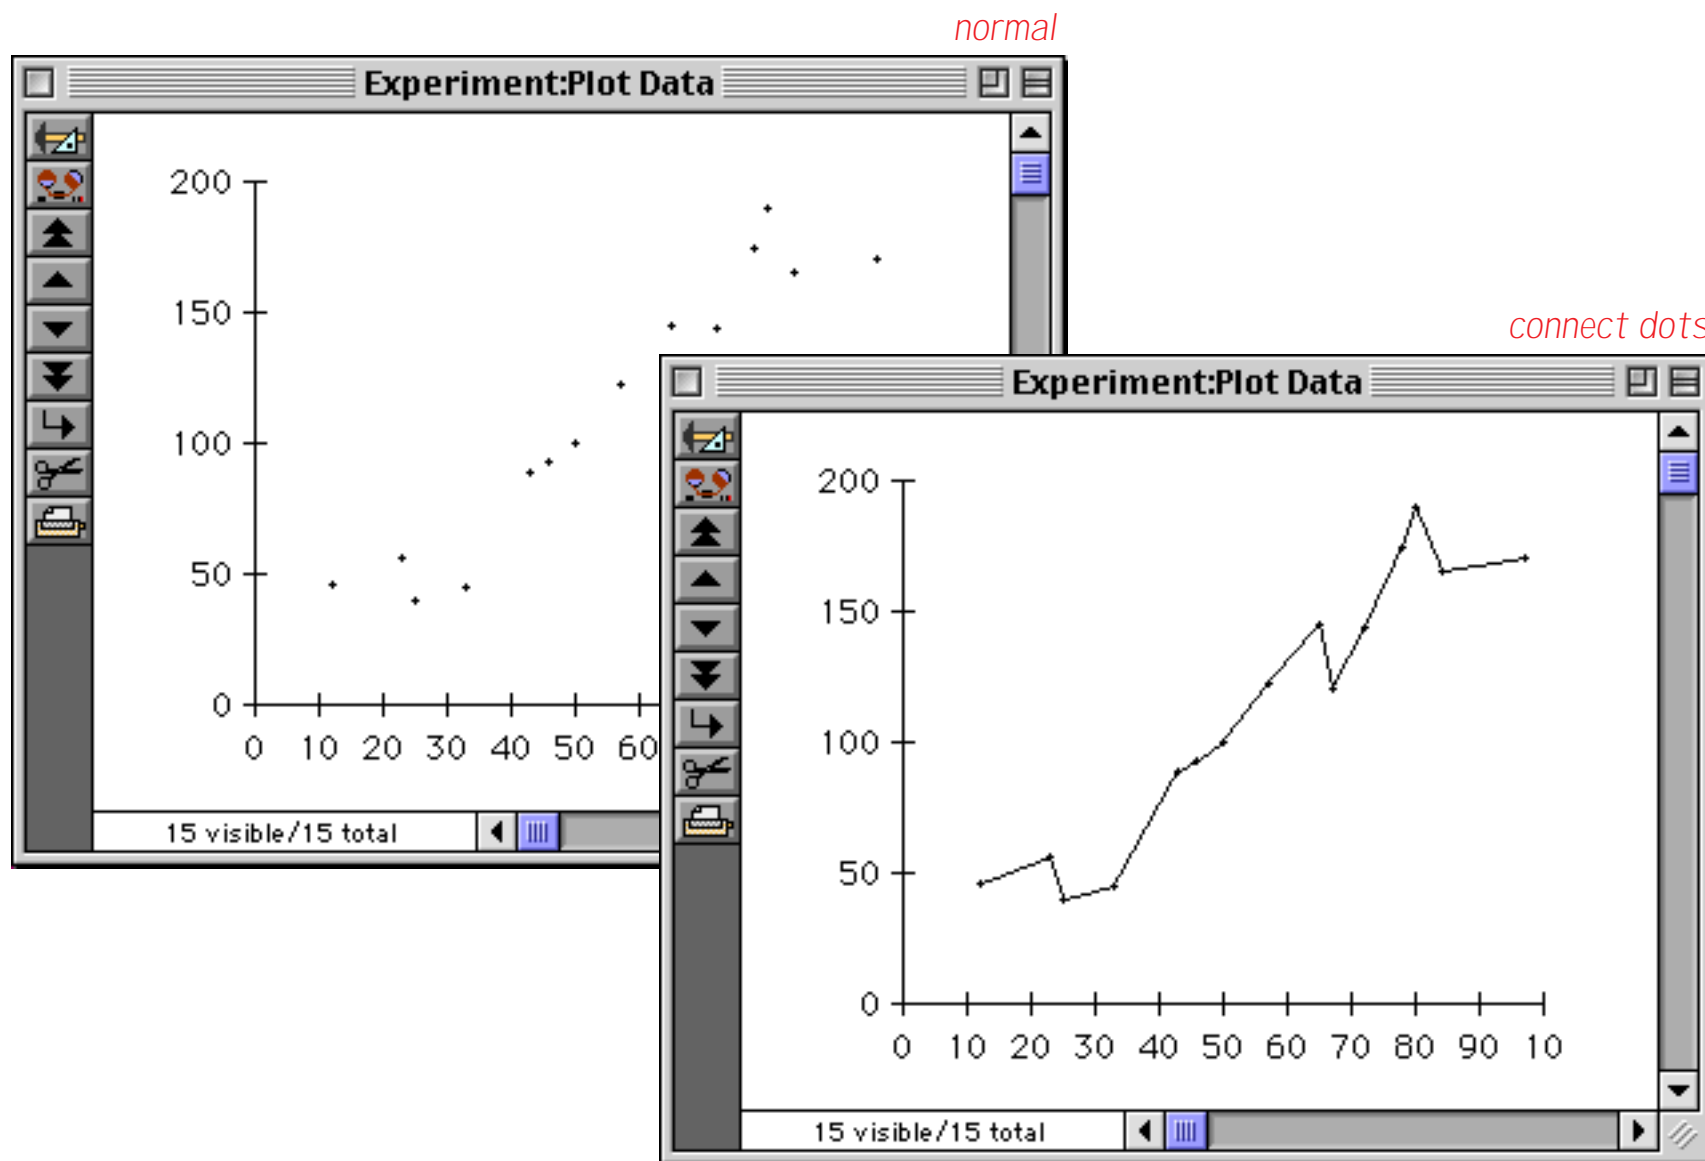 normal
Experiment:Plot Data
200
150
100
50
0
0 10 20 30 40 50 60
15 visible/15 total
connect dots
Experiment:Plot Data
200
150
100
50
0
0 10 20 30 40 50 60 70 80 90 10
15 visible/15 total